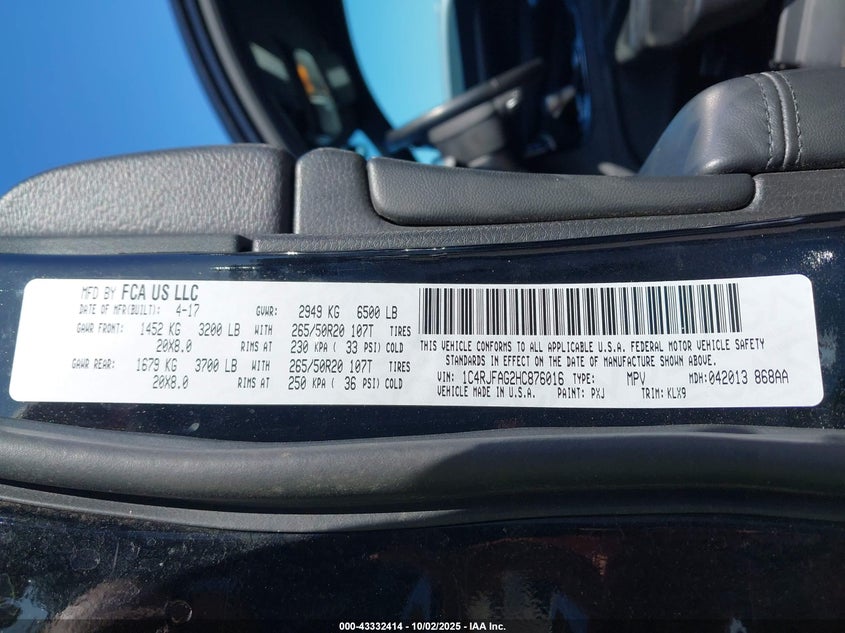 MFD BY FCA US LLC
DATE OF MFR(BUILT): 4-17 GVWR: 2949 KG 6500 LB
GAWR FRONT: 1452 KG 3200 LB WITH 265/50R20 107T TIRES
20X8.0 RIMS AT 230 KPA ( 33 PSI) COLD
GAWR REAR: 1679 KG 3700 LB WITH 265/50R20 107T TIRES
20X8.0 RIMS AT 250 KPA ( 36 PSI) COLD
THIS VEHICLE CONFORMS TO ALL APPLICABLE U.S.A. FEDERAL MOTOR VEHICLE SAFETY
STANDARDS IN EFFECT ON THE DATE OF MANUFACTURE SHOWN ABOVE.
VIN: 1C4RJFAG2HC876016 TYPE: MPV MDH: 042013 868AA
VEHICLE MADE IN U.S.A. PAINT: PXJ TRIM: KLX9
000-43332414 - 10/02/2025 - IAA Inc.